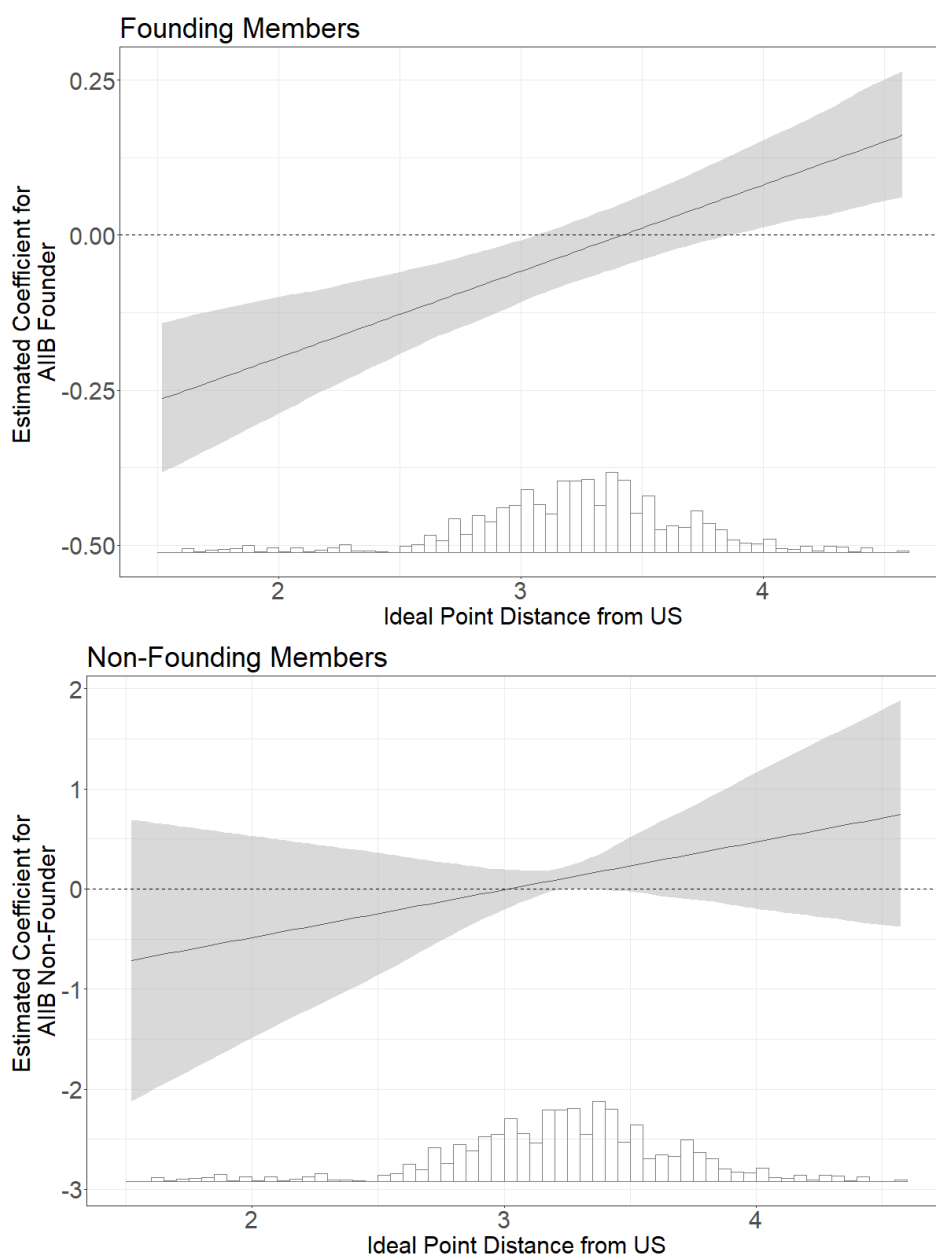 Founding Members
0.25
0.00
-0.25
-0.50
Estimated Coefficient for
AIIB Founder
2 3 4
Ideal Point Distance from US
Non-Founding Members
2
1
0
-1
-2
-3
Estimated Coefficient for
AIIB Non-Founder
2 3 4
Ideal Point Distance from US